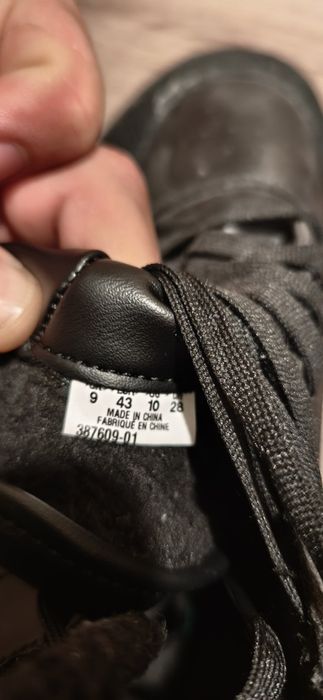 9 43 10 28
MADE IN CHINA
FABRIQUE EN CHINE
387609-01